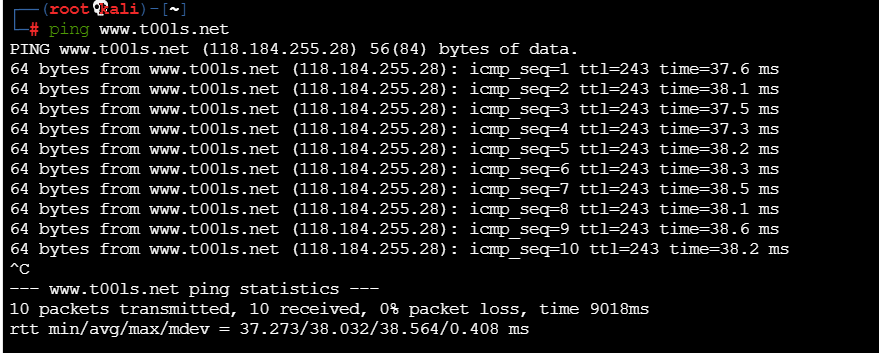 ┌──(root💀kali)-[~]
└─# ping www.t00ls.net
PING www.t00ls.net (118.184.255.28) 56(84) bytes of data.
64 bytes from www.t00ls.net (118.184.255.28): icmp_seq=1 ttl=243 time=37.6 ms
64 bytes from www.t00ls.net (118.184.255.28): icmp_seq=2 ttl=243 time=38.1 ms
64 bytes from www.t00ls.net (118.184.255.28): icmp_seq=3 ttl=243 time=37.5 ms
64 bytes from www.t00ls.net (118.184.255.28): icmp_seq=4 ttl=243 time=37.3 ms
64 bytes from www.t00ls.net (118.184.255.28): icmp_seq=5 ttl=243 time=38.2 ms
64 bytes from www.t00ls.net (118.184.255.28): icmp_seq=6 ttl=243 time=38.3 ms
64 bytes from www.t00ls.net (118.184.255.28): icmp_seq=7 ttl=243 time=38.5 ms
64 bytes from www.t00ls.net (118.184.255.28): icmp_seq=8 ttl=243 time=38.1 ms
64 bytes from www.t00ls.net (118.184.255.28): icmp_seq=9 ttl=243 time=38.6 ms
64 bytes from www.t00ls.net (118.184.255.28): icmp_seq=10 ttl=243 time=38.2 ms
^C
--- www.t00ls.net ping statistics ---
10 packets transmitted, 10 received, 0% packet loss, time 9018ms
rtt min/avg/max/mdev = 37.273/38.032/38.564/0.408 ms